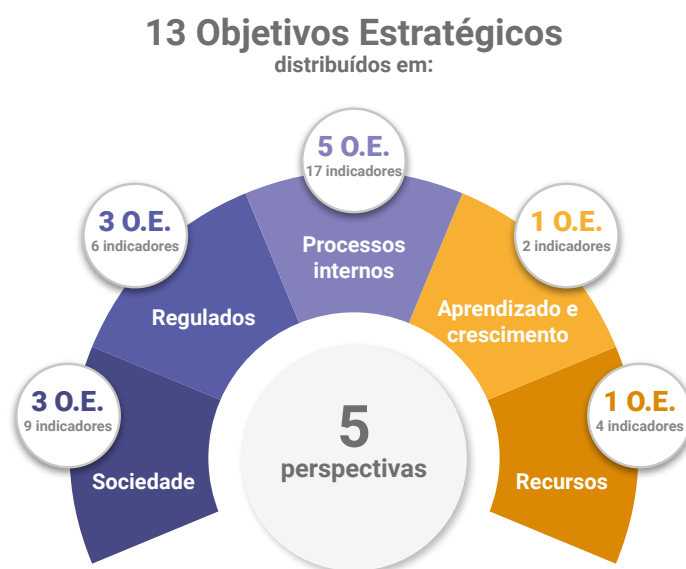 13 Objetivos Estratégicos
distribuídos em:
5 O.E.
17 indicadores
3 O.E.
6 indicadores
1 O.E.
2 indicadores
Processos
internos
Regulados
Aprendizado e
crescimento
3 O.E.
9 indicadores
1 O.E.
4 indicadores
5
perspectivas
Sociedade
Recursos